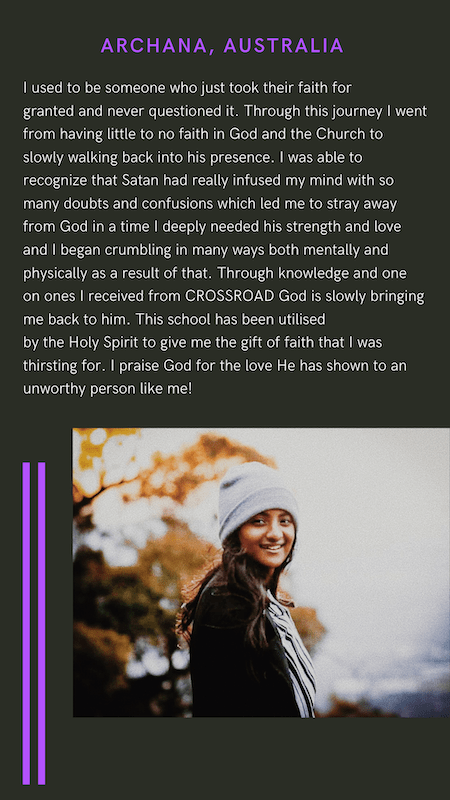 ARCHANA, AUSTRALIA
I used to be someone who just took their faith for
granted and never questioned it. Through this journey I went
from having little to no faith in God and the Church to
slowly walking back into his presence. I was able to
recognize that Satan had really infused my mind with so
many doubts and confusions which led me to stray away
from God in a time I deeply needed his strength and love
and I began crumbling in many ways both mentally and
physically as a result of that. Through knowledge and one
on ones I received from CROSSROAD God is slowly bringing
me back to him. This school has been utilised
by the Holy Spirit to give me the gift of faith that I was
thirsting for. I praise God for the love He has shown to an
unworthy person like me!